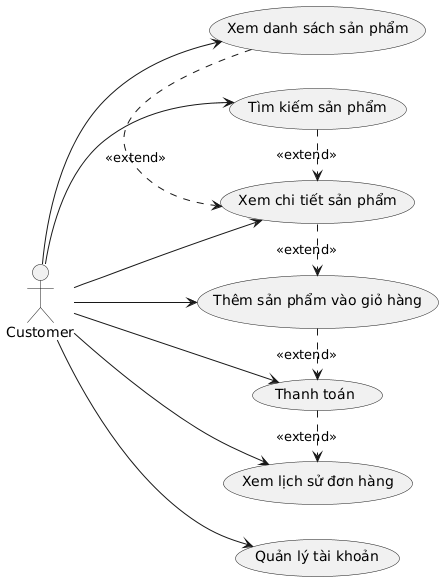 Xem danh sách sản phẩm
Tìm kiếm sản phẩm
«extend»
«extend»
Xem chi tiết sản phẩm
«extend»
Customer
Thêm sản phẩm vào giỏ hàng
«extend»
Thanh toán
«extend»
Xem lịch sử đơn hàng
Quản lý tài khoản